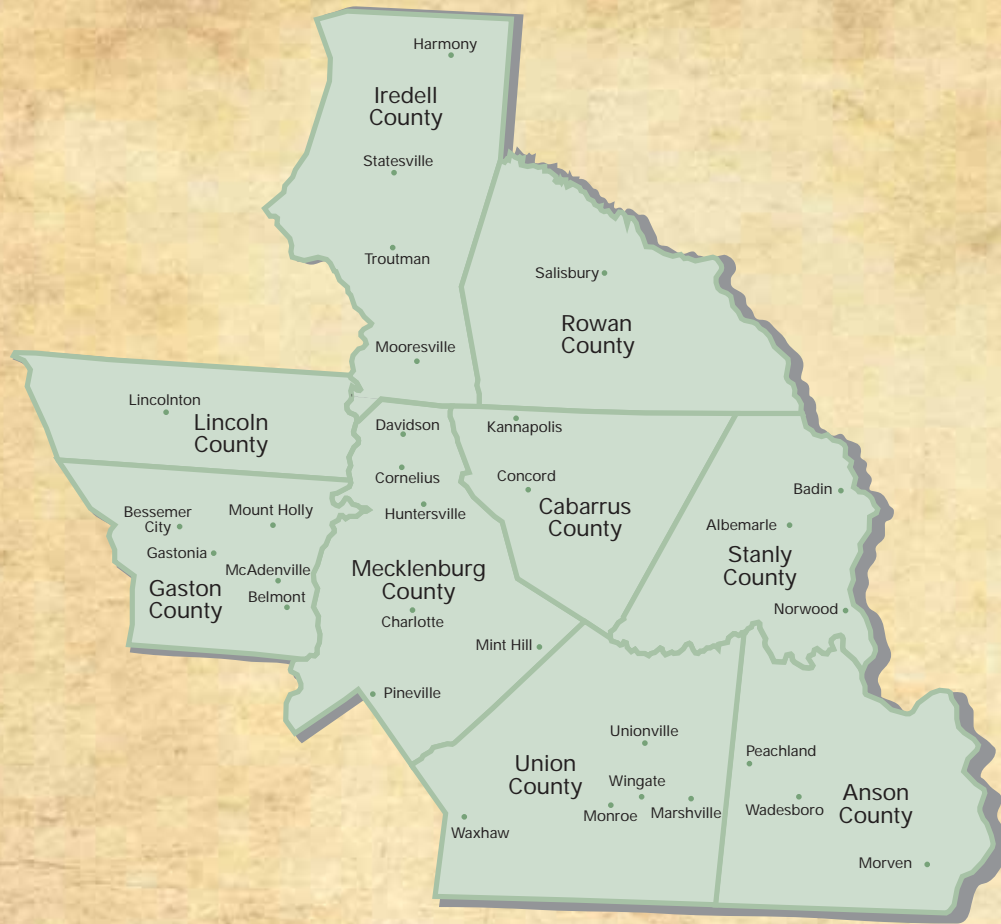 Harmony
Iredell
County
Statesville
Troutman
Salisbury
Rowan
County
Mooresville
Lincolnton
Lincoln
County
Davidson
Kannapolis
Cornelius
Concord
Cabarrus
County
Huntersville
Badin
Albemarle
Stanly
County
Norwood
Bessemer
City
Mount Holly
Gastonia
McAdenville
Gaston
County
Belmont
Mecklenburg
County
Charlotte
Mint Hill
Pineville
Unionville
Union
County
Wingate
Monroe
Marshville
Waxhaw
Peachland
Wadesboro
Anson
County
Morven